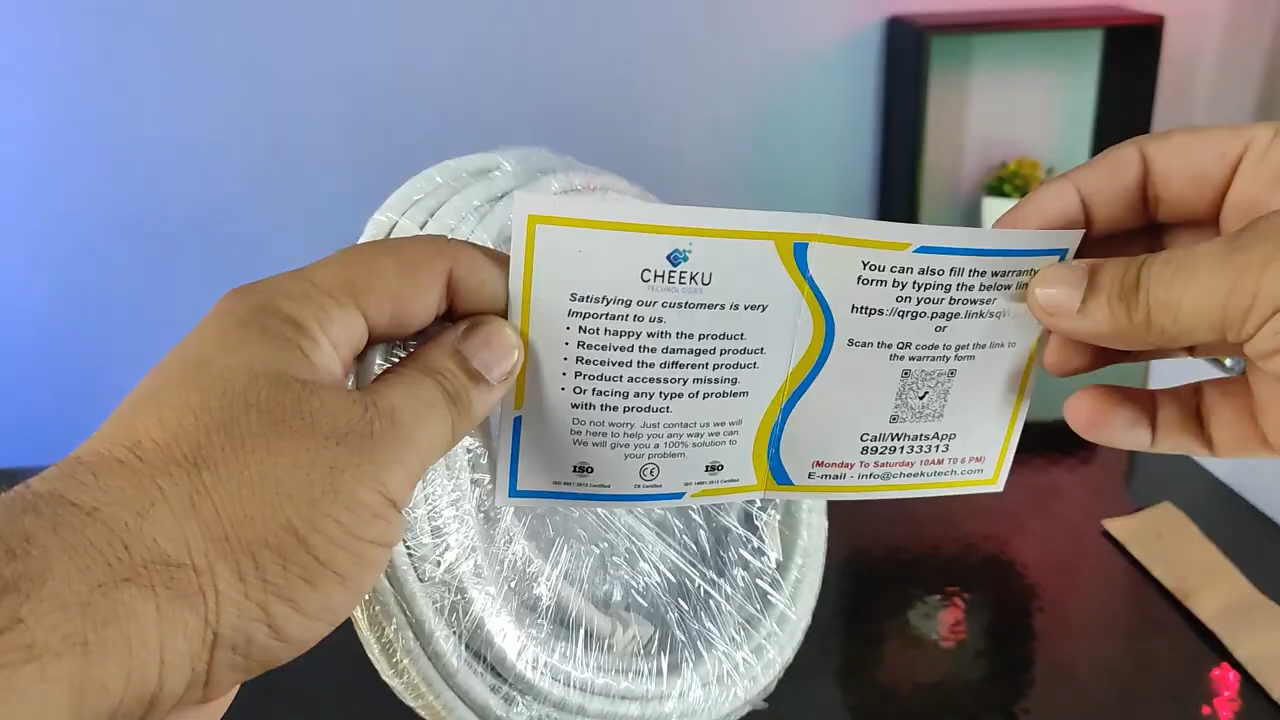 CHEEKU
TECHNOLOGIES
Satisfying our customers is very
Important to us.
• Not happy with the product.
• Received the damaged product.
• Received the different product.
• Product accessory missing.
• Or facing any type of problem
with the product.
Do not worry. Just contact us we will
be here to help you any way we can
We will give you a 100% solution to
your problem.
ISO
CE
ISO
Certified
CE Certified
Certified
You can also fill the warranty
form by typing the below
on your browser
https://qrgo.page.link/
or
Scan the QR code to get the link to
the warranty form
Call/WhatsApp
8929133313
(Monday To Saturday 10AM T0 6 PM)
E-mail - info@cheekutech.com